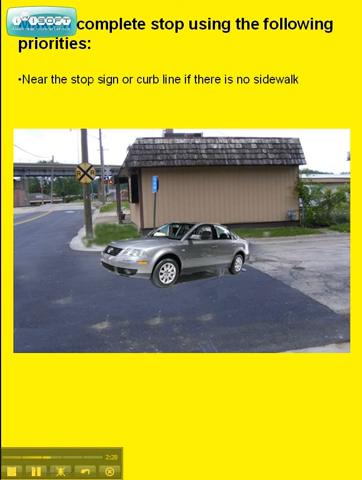 iWiSOFT
complete stop using the following
priorities:
•Near the stop sign or curb line if there is no sidewalk
2:28